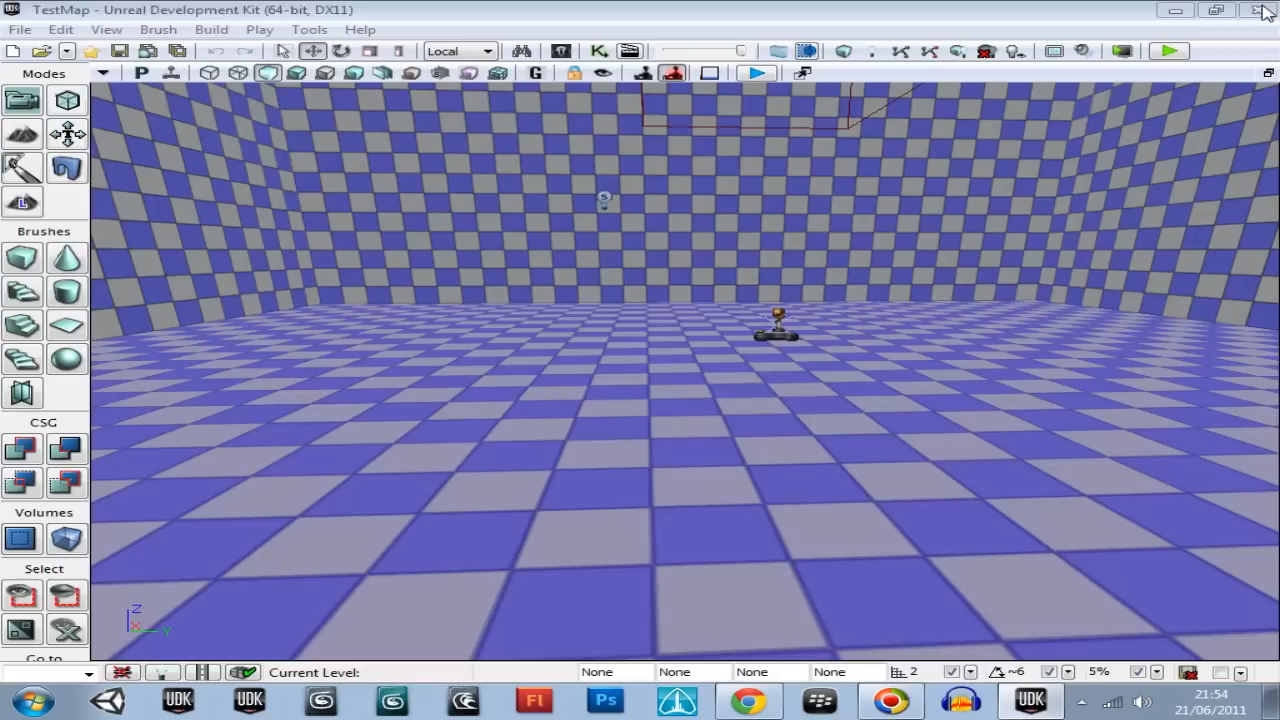 TestMap - Unreal Development Kit (64-bit, DX11)
File Edit View Brush Build Play Tools Help
Local
Modes
P
G
L
S
Brushes
CSG
Volumes
Select
Z
X Y
Go to
Current Level: None None None None 2 ~6 5%
UDK UDK Fl Ps UDK
21:54
21/06/2011